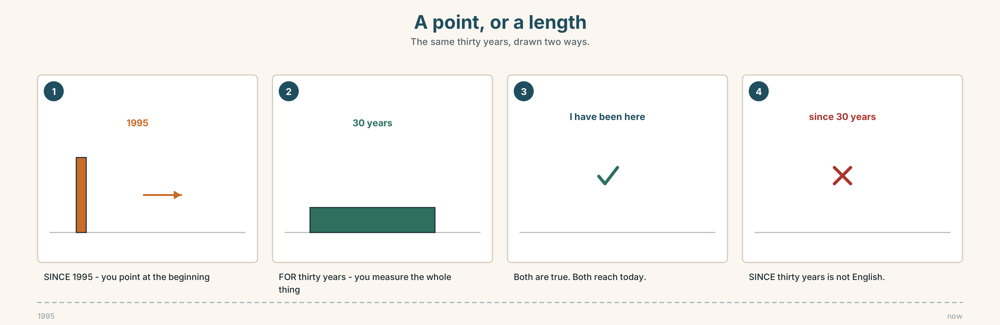 A point, or a length
The same thirty years, drawn two ways.
1
1995
SINCE 1995 - you point at the beginning
2
30 years
FOR thirty years - you measure the whole
thing
3
I have been here
Both are true. Both reach today.
4
since 30 years
SINCE thirty years is not English.
1995
now